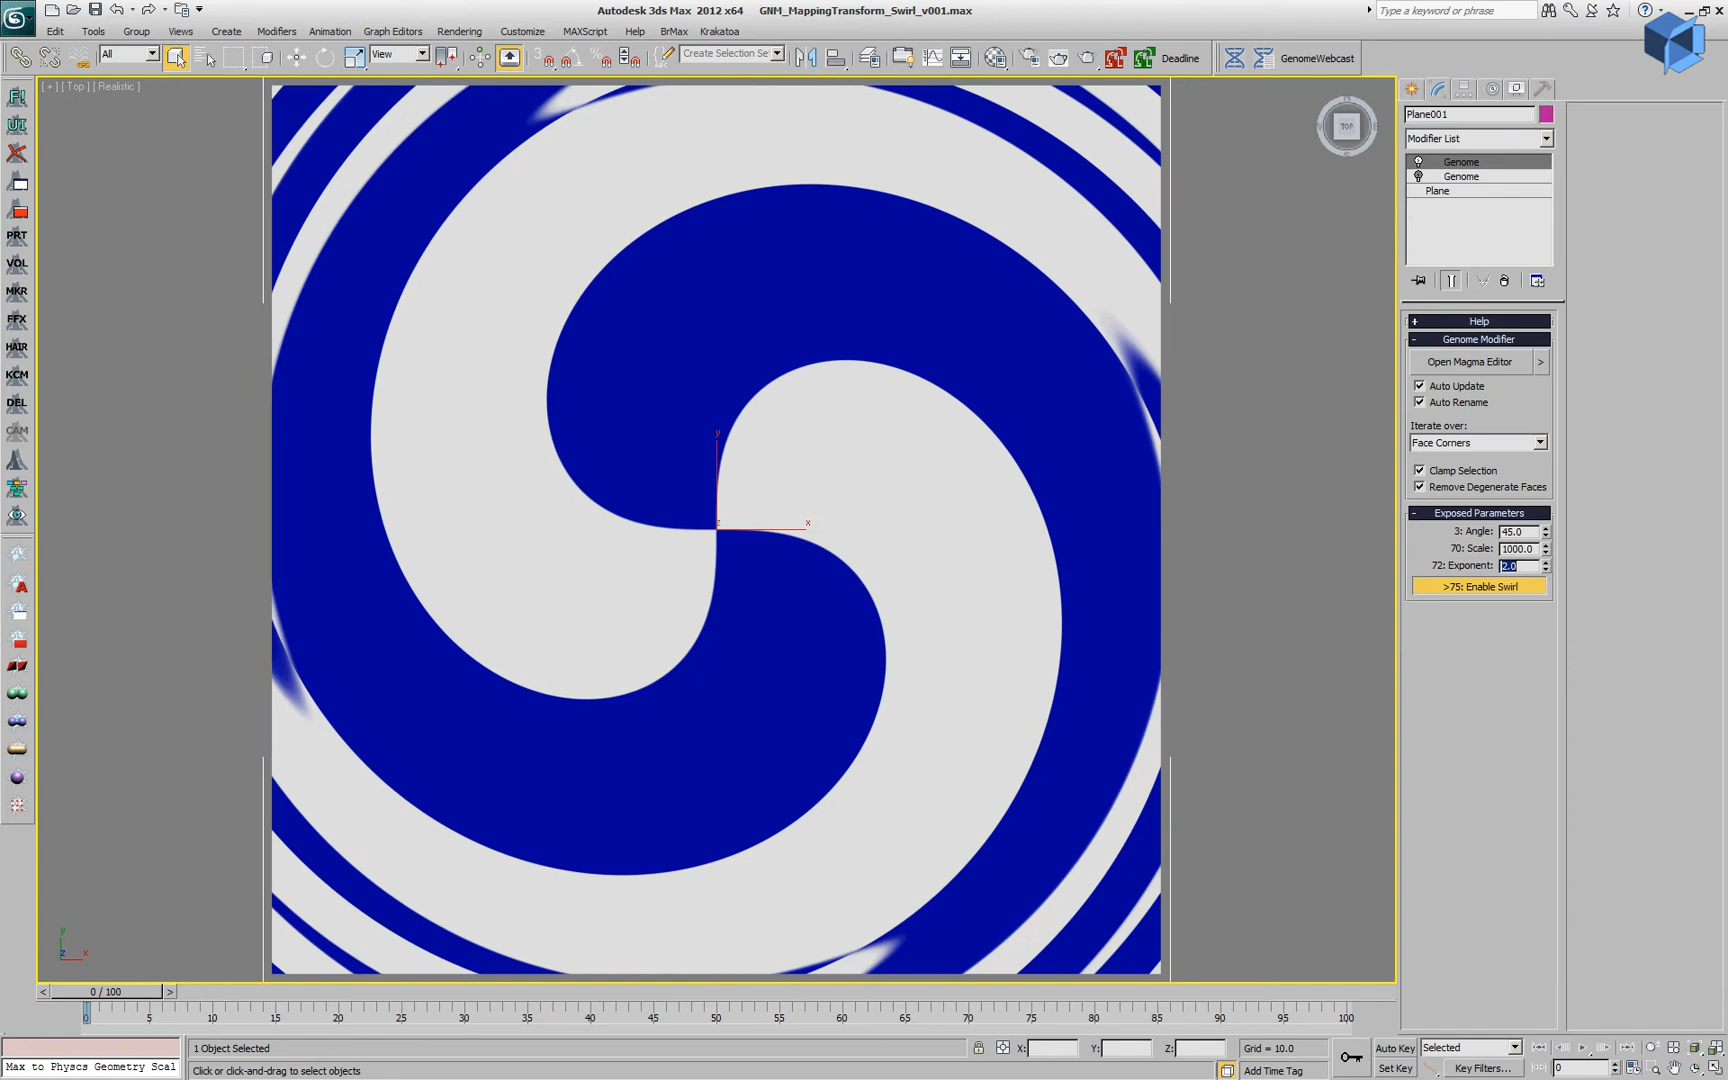 Autodesk 3ds Max 2012 x64 GNM_MappingTransform_Swirl_v001.max
Type a keyword or phrase
Edit Tools Group Views Create Modifiers Animation Graph Editors Rendering Customize MAXScript Help BrMax Krakatoa
All View Create Selection Se Deadline GenomeWebcast
[ + ] [ Top ] [ Realistic ]
TOP
F!
UI
PRT
VOL
MKR
FFX
HAIR
KCM
DEL
CAM
Plane001
Modifier List
Genome
Genome
Plane
+ Help
- Genome Modifier
Open Magma Editor >
Auto Update
Auto Rename
Iterate over:
Face Corners
Clamp Selection
Remove Degenerate Faces
- Exposed Parameters
3: Angle: 45.0
70: Scale: 1000.0
72: Exponent: 2.0
>75: Enable Swirl
y
z x
y
z x
< 0 / 100 >
0 5 10 15 20 25 30 35 40 45 50 55 60 65 70 75 80 85 90 95 100
1 Object Selected X: Y: Z: Grid = 10.0 Auto Key Selected
Max to Physcs Geometry Scal Click or click-and-drag to select objects Add Time Tag Set Key Key Filters... 0